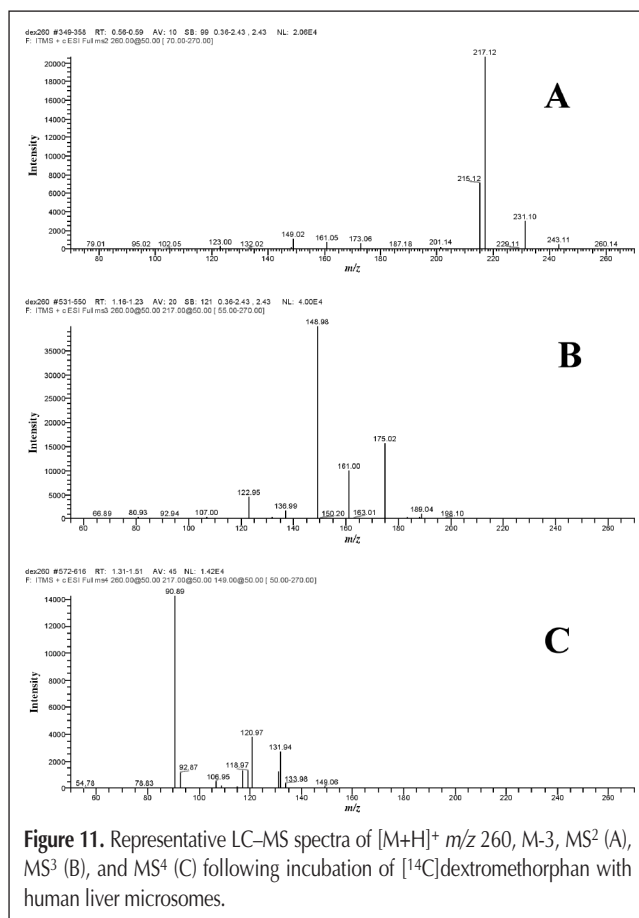 dex260 #349-358 RT: 0.56-0.59 AV: 10 SB: 99 0.36-2.43 , 2.43 NL: 2.06E4
F: ITMS + c ESI Full ms2 260.00@50.00 [ 70.00-270.00]
217.12
20000
18000
A
16000
14000
Intensity
12000
10000
8000
215.12
6000
4000
231.10
2000
149.02
79.01 95.02 102.05 123.00 132.02 161.05 173.06 187.18 201.14 229.11 243.11 260.14
0
80 100 120 140 160 180 200 220 240 260
m/z
dex260 #531-550 RT: 1.16-1.23 AV: 20 SB: 121 0.36-2.43 , 2.43 NL: 4.00E4
F: ITMS + c ESI Full ms3 260.00@50.00 217.00@50.00 [ 55.00-270.00]
148.98
35000
B
30000
25000
Intensity
20000
175.02
15000
161.00
10000
122.95
5000
136.99
66.89 80.93 92.94 107.00 150.20 163.01 189.04 198.10
0
60 80 100 120 140 160 180 200 220 240 260
m/z
dex260 #572-616 RT: 1.31-1.51 AV: 45 NL: 1.42E4
F: ITMS + c ESI Full ms4 260.00@50.00 217.00@50.00 149.00@50.00 [ 50.00-270.00]
90.89
14000
12000
C
10000
Intensity
8000
6000
120.97
4000
131.94
2000
92.87 118.97
54.78 78.83 106.95 133.98 149.06
0
60 80 100 120 140 160 180 200 220 240 260
m/z
Figure 11. Representative LC–MS spectra of [M+H]⁺ m/z 260, M-3, MS² (A),
MS³ (B), and MS⁴ (C) following incubation of [¹⁴C]dextromethorphan with
human liver microsomes.